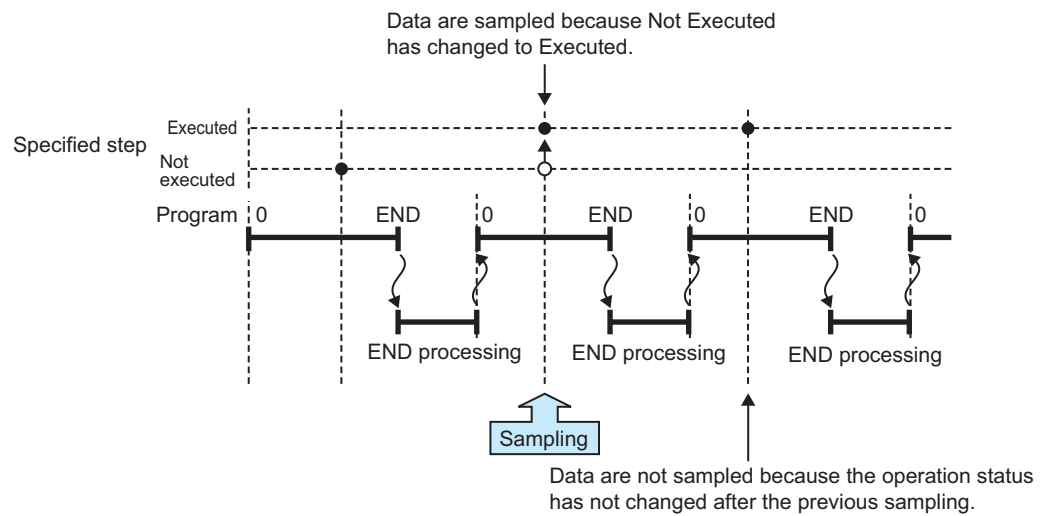 Data are sampled because Not Executed
has changed to Executed.
Specified step
Executed
Not
executed
Program
0 END 0 END 0 END 0
END processing END processing END processing
Sampling
Data are not sampled because the operation status
has not changed after the previous sampling.